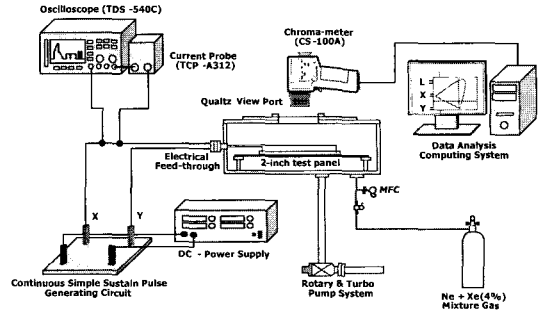 Oscilloscope (TDS -540C)
Current Probe
(TCP -A312)
Chroma-meter
(CS-100A)
L
X
Y
Data Analysis
Computing System
Qualtz View Port
Electrical
Feed-through
2-inch test panel
MFC
X
Y
DC - Power Supply
Continuous Simple Sustain Pulse
Generating Circuit
Rotary & Turbo
Pump System
Ne + Xe(4%)
Mixture Gas